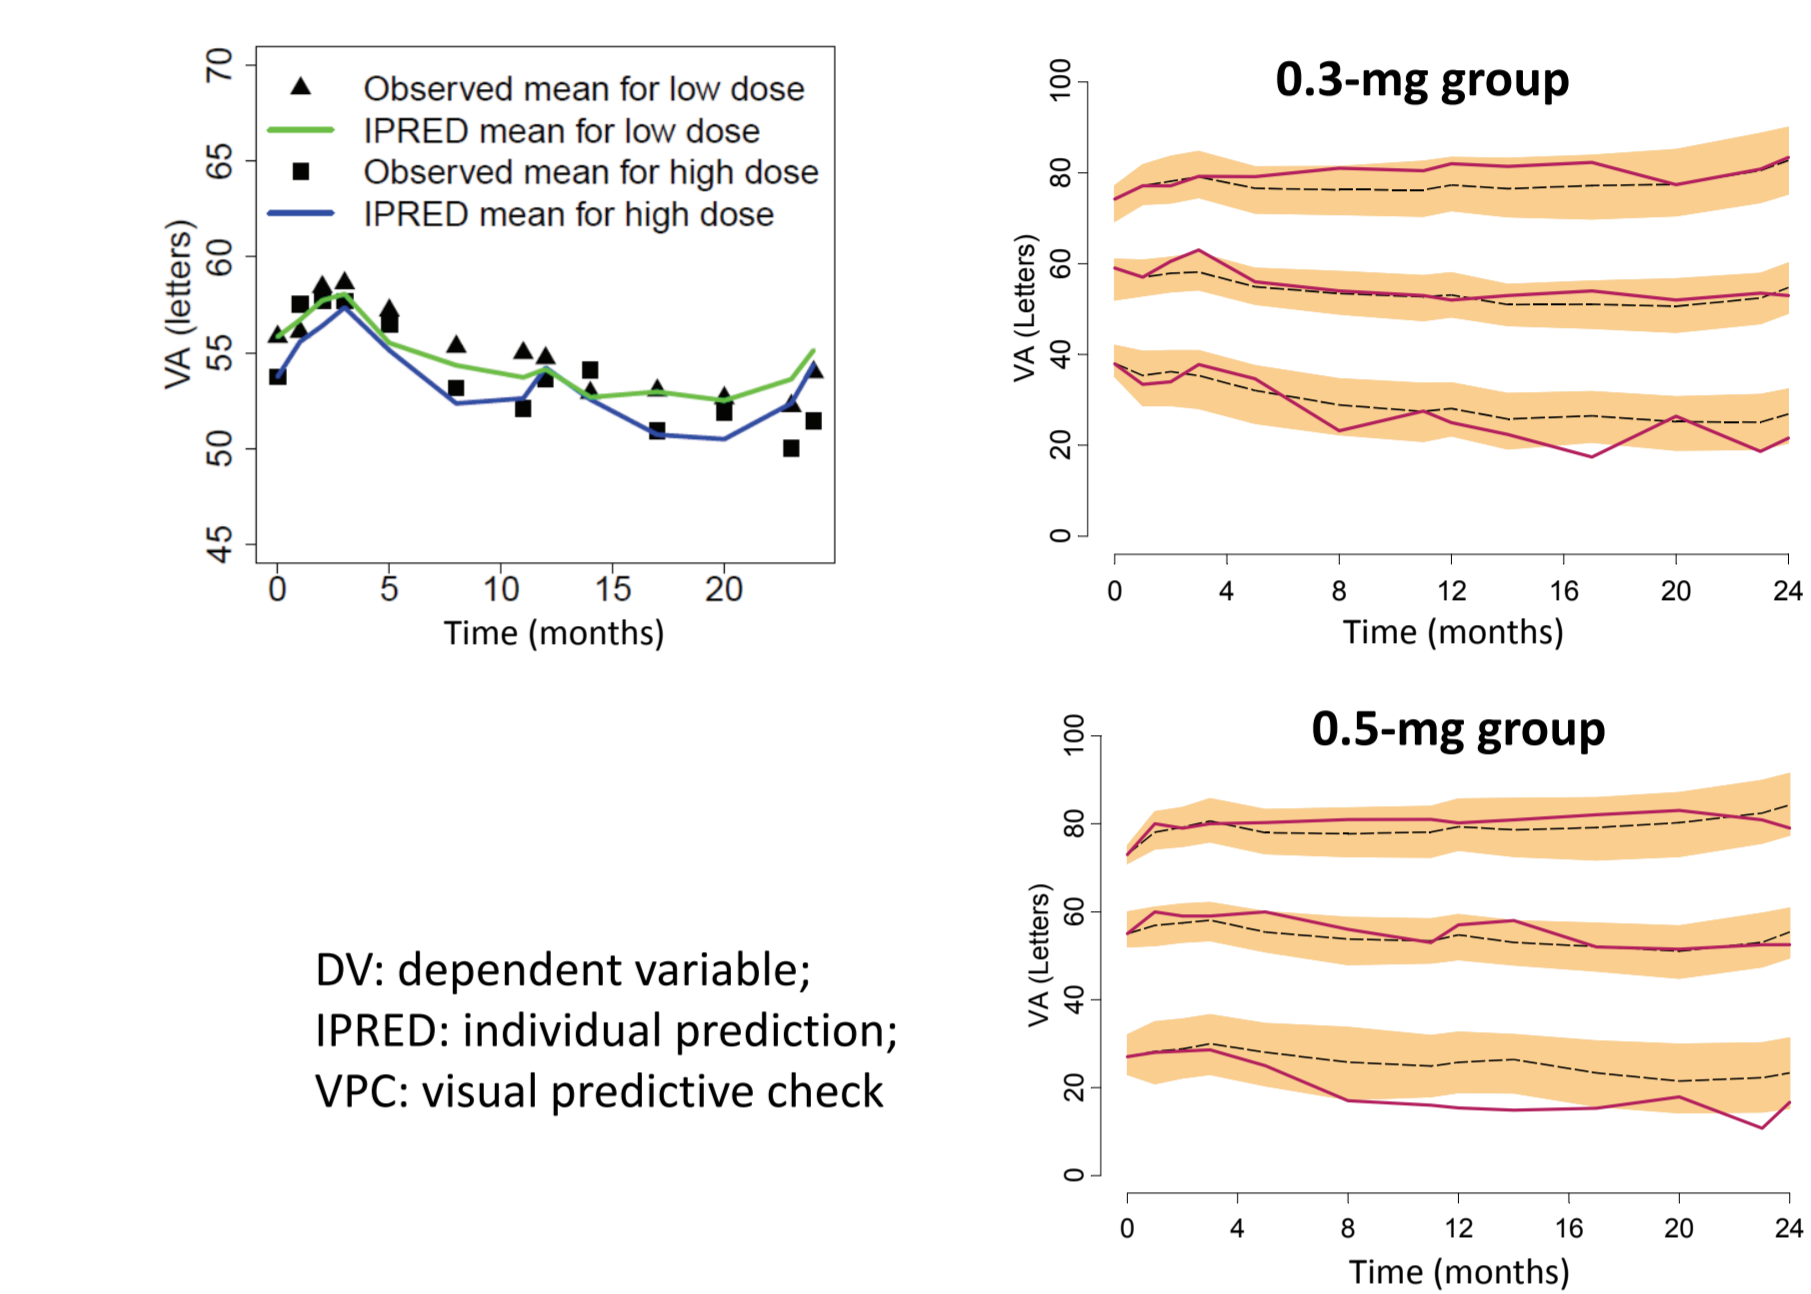 70
65
60
55
50
45
VA (letters)
Observed mean for low dose
IPRED mean for low dose
Observed mean for high dose
IPRED mean for high dose
0 5 10 15 20
Time (months)
0.3-mg group
100
80
60
40
20
0
VA (Letters)
0 4 8 12 16 20 24
Time (months)
DV: dependent variable;
IPRED: individual prediction;
VPC: visual predictive check
0.5-mg group
100
80
60
40
20
0
VA (Letters)
0 4 8 12 16 20 24
Time (months)